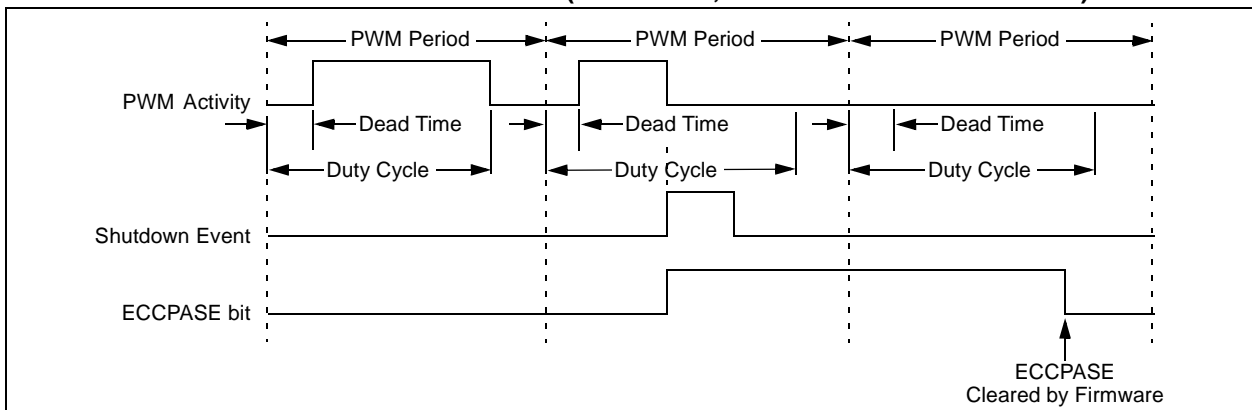 PWM Period PWM Period PWM Period
PWM Activity
Dead Time Dead Time Dead Time
Duty Cycle Duty Cycle Duty Cycle
Shutdown Event
ECCPASE bit
ECCPASE
Cleared by Firmware